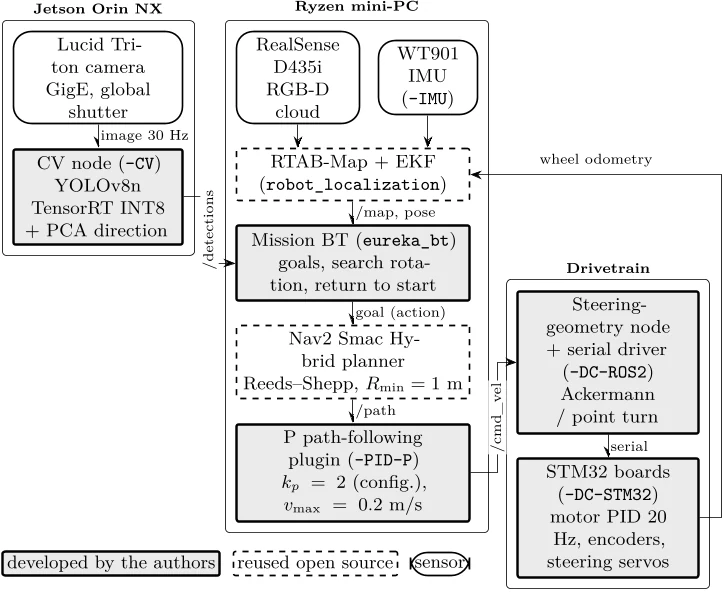 Jetson Orin NX
Lucid Tri-
ton camera
GigE, global
shutter
image 30 Hz
CV node (-CV)
YOLOv8n
TensorRT INT8
+ PCA direction
/detections
Ryzen mini-PC
RealSense
D435i
RGB-D
cloud
WT901
IMU
(-IMU)
RTAB-Map + EKF
(robot_localization)
/map, pose
Mission BT (eureka_bt)
goals, search rota-
tion, return to start
goal (action)
Nav2 Smac Hy-
brid planner
Reeds–Shepp, Rmin = 1 m
/path
P path-following
plugin (-PID-P)
kp = 2 (config.),
vmax = 0.2 m/s
/cmd_vel
wheel odometry
Drivetrain
Steering-
geometry node
+ serial driver
(-DC-ROS2)
Ackermann
/ point turn
serial
STM32 boards
(-DC-STM32)
motor PID 20
Hz, encoders,
steering servos
developed by the authors
reused open source
sensor